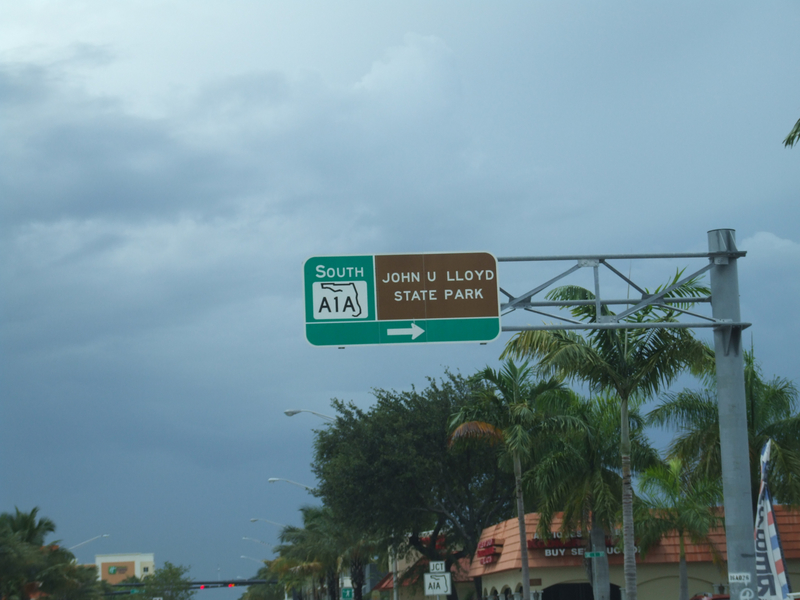 SOUTH
A1A
JOHN U LLOYD
STATE PARK
JCT
A1A